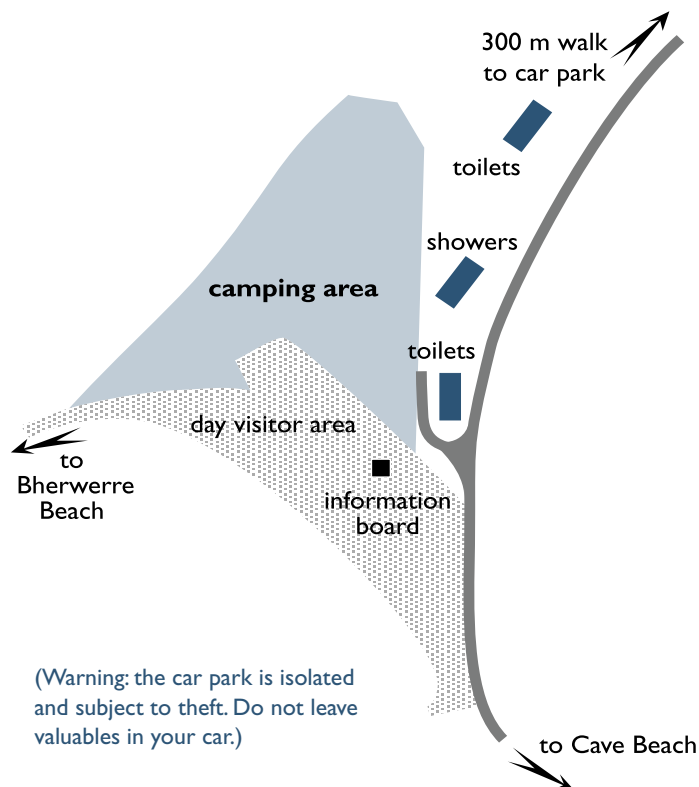 300 m walk
to car park
toilets
showers
camping area
toilets
day visitor area
to
Bherwerre
Beach
information
board
(Warning: the car park is isolated
and subject to theft. Do not leave
valuables in your car.)
to Cave Beach